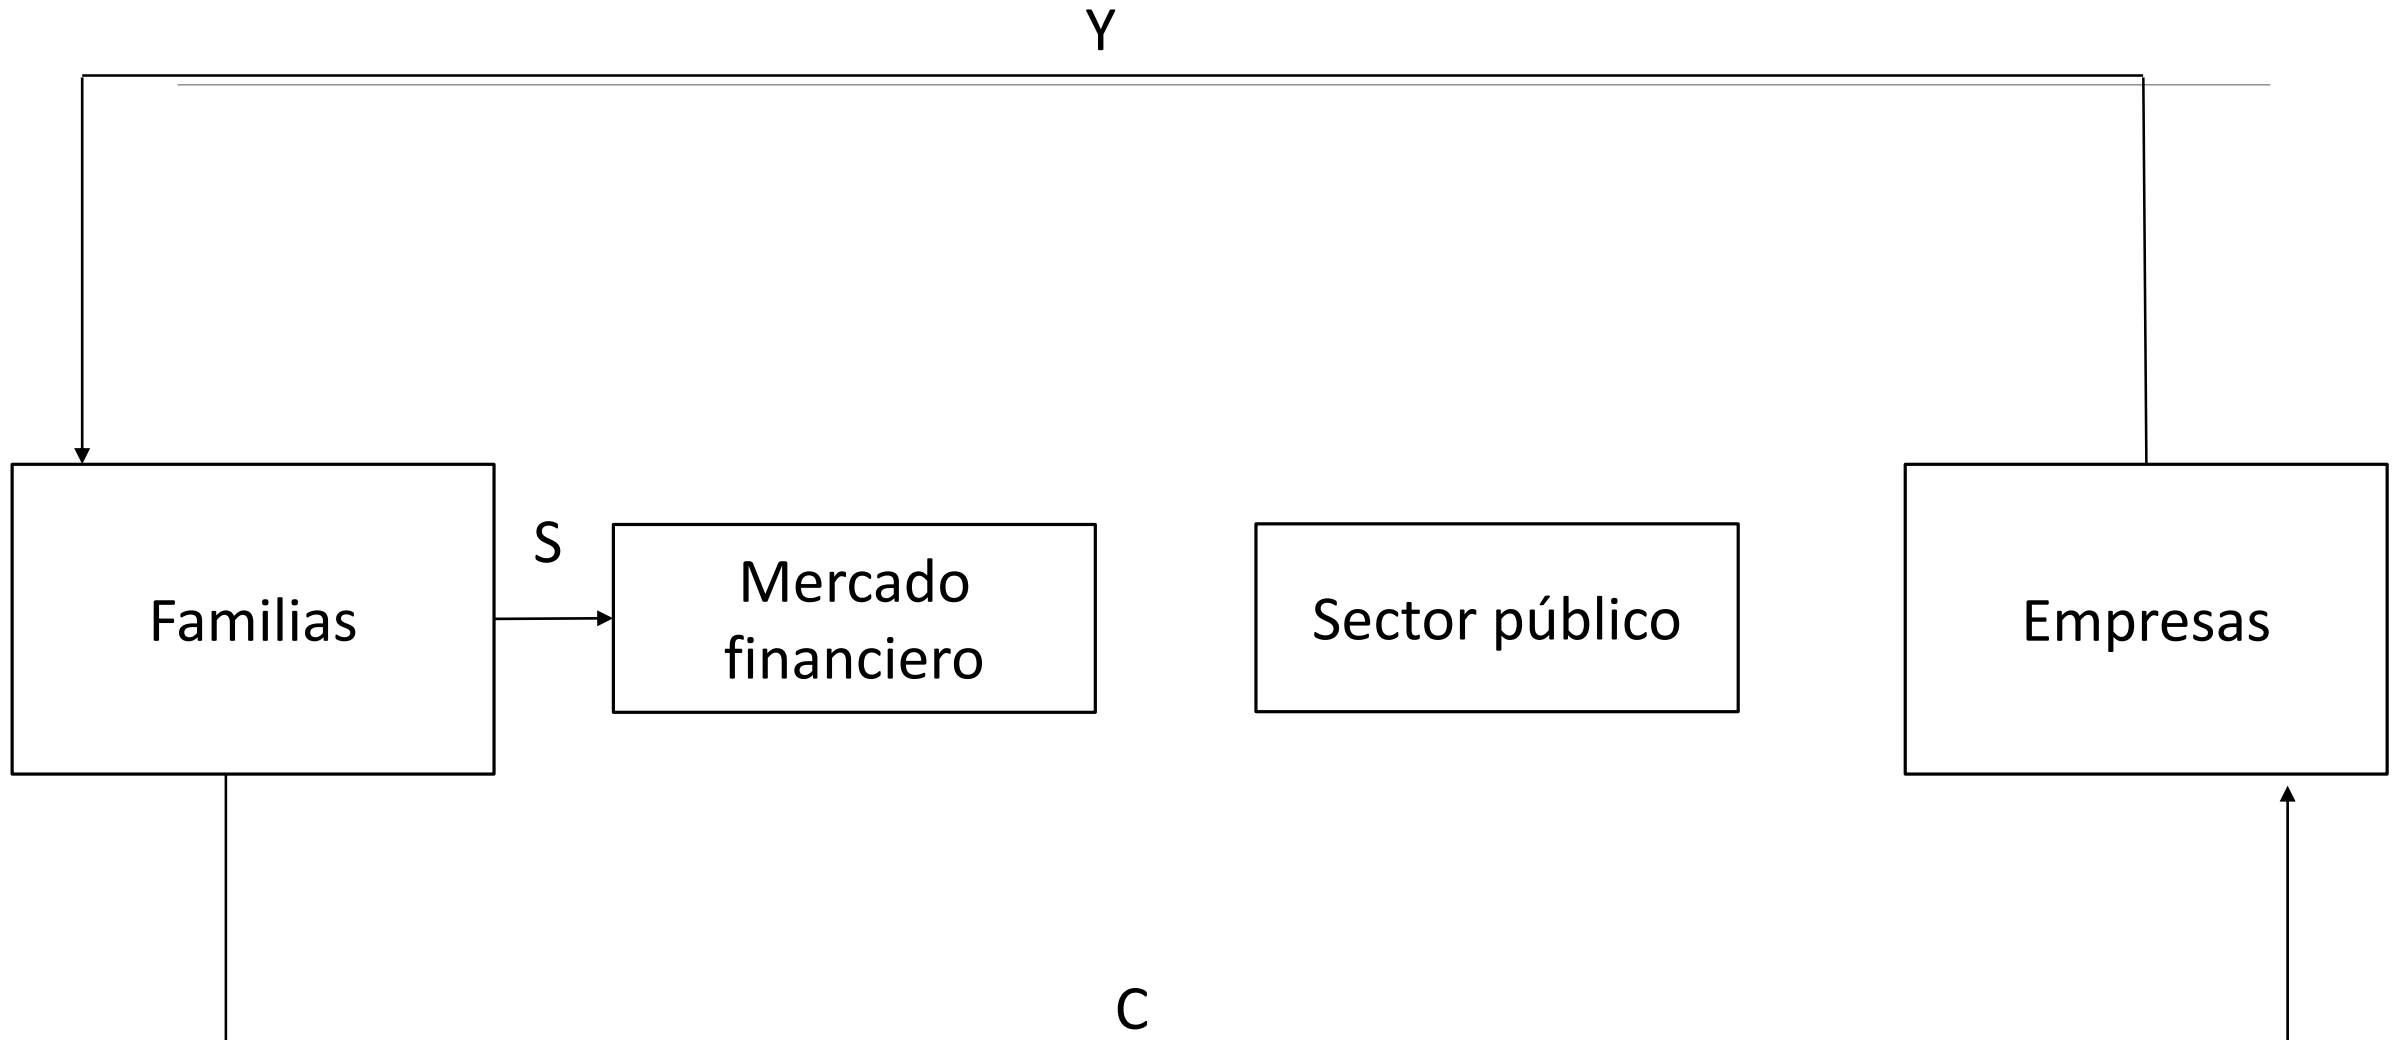 Y
S
Familias
Mercado
financiero
Sector público
Empresas
C